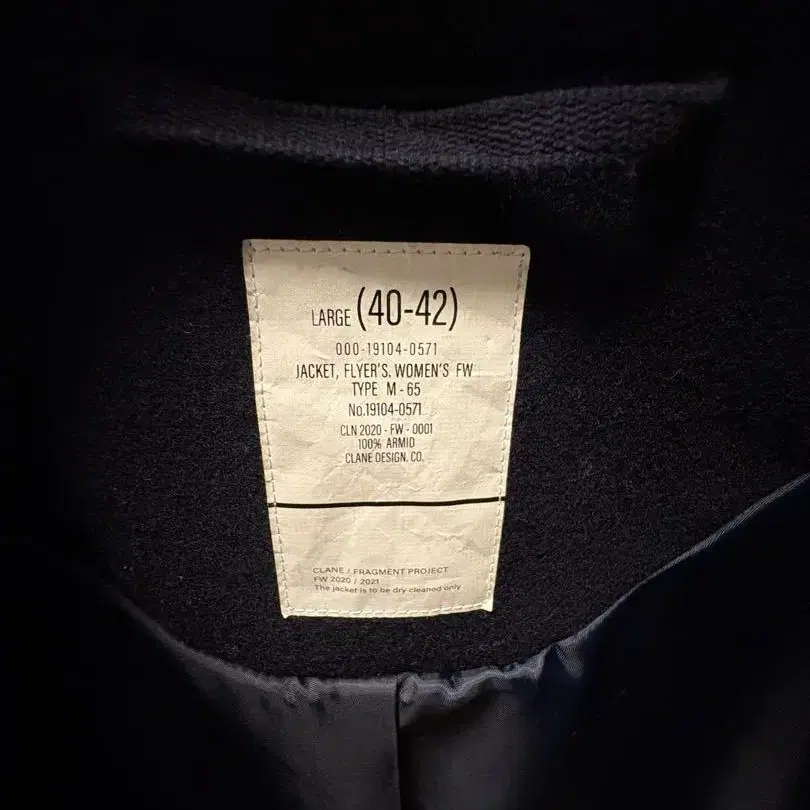 LARGE (40-42)
000-19104-0571
JACKET, FLYER'S. WOMEN'S FW
TYPE M-65
No.19104-0571
CLN 2020-FW-0001
100% ARMID
CLANE DESIGN. CO.
CLANE / FRAGMENT PROJECT
FW 2020 / 2021
The jacket is to be dry cleaned only